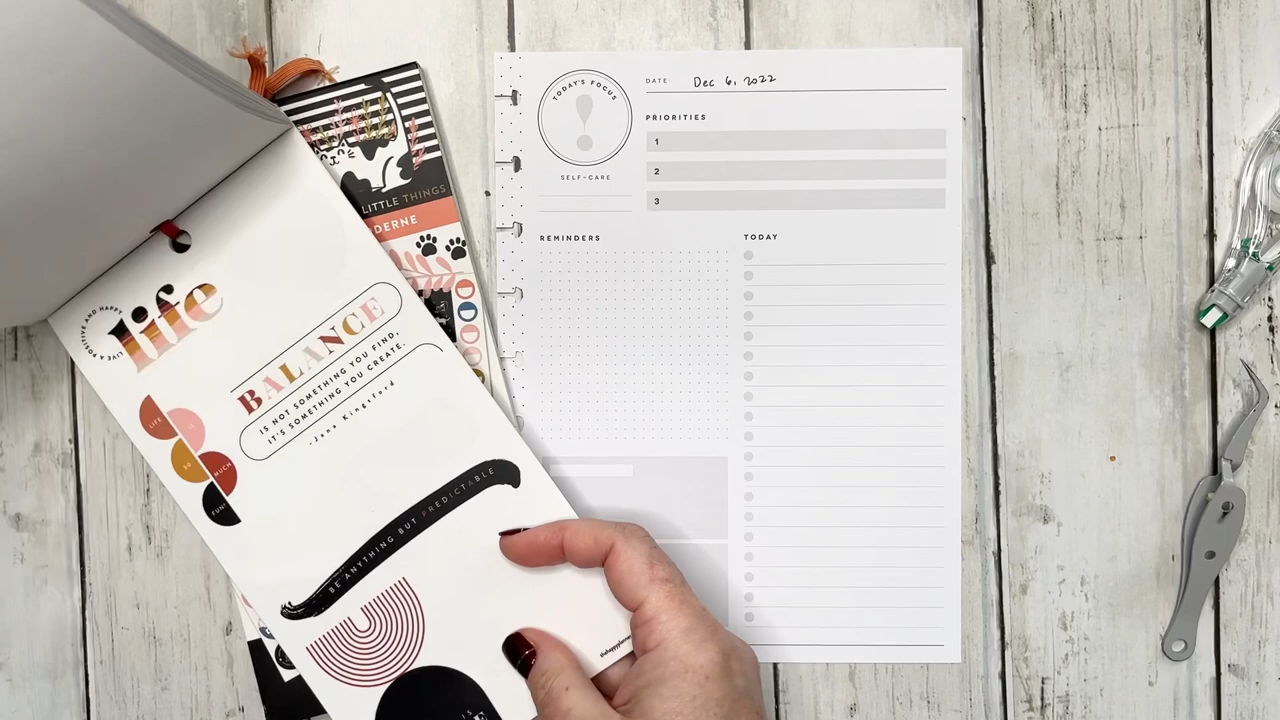 LIVE A POSITIVE AND HAPPY
life
BALANCE
IS NOT SOMETHING YOU FIND,
IT'S SOMETHING YOU CREATE.
-Jana Kingsford
LIFE
IS
SO
MUCH
FUN!
BE ANYTHING BUT PREDICTABLE
IS
LITTLE THINGS
DERNE
TODAY'S FOCUS
SELF-CARE
DATE: Dec 6, 2022
PRIORITIES
1
2
3
REMINDERS
TODAY